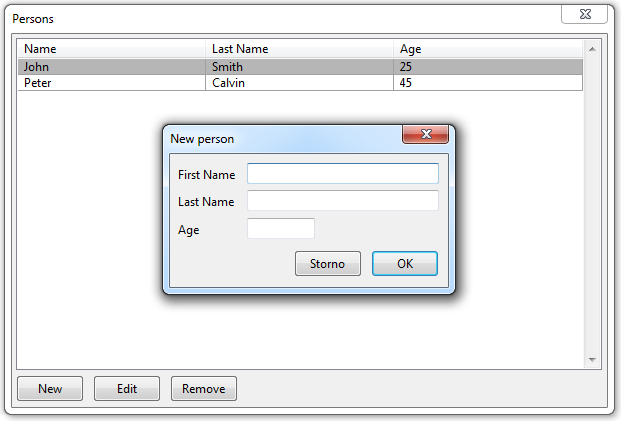 Persons
Name Last Name Age
John Smith 25
Peter Calvin 45
New person
First Name
Last Name
Age
Storno OK
New Edit Remove